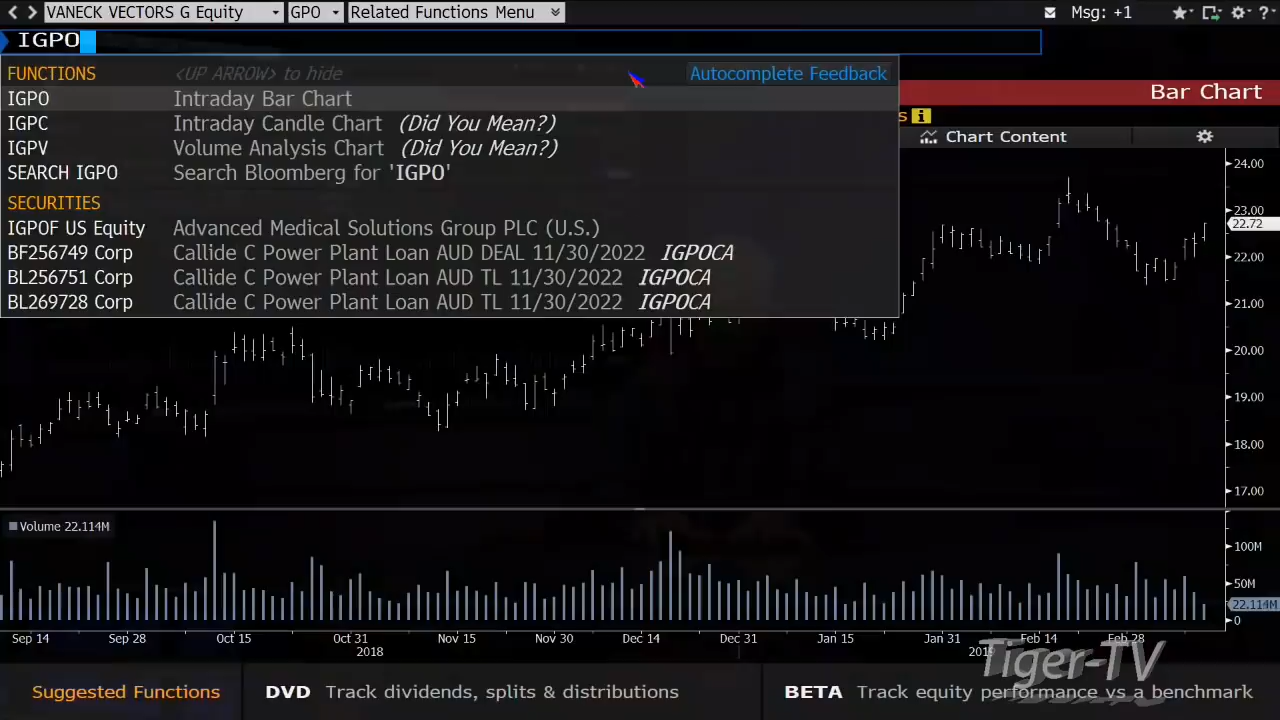 VANECK VECTORS G Equity GPO Related Functions Menu Msg: +1
IGPO
FUNCTIONS <UP ARROW> to hide Autocomplete Feedback
IGPO Intraday Bar Chart
IGPC Intraday Candle Chart (Did You Mean?)
IGPV Volume Analysis Chart (Did You Mean?)
SEARCH IGPO Search Bloomberg for 'IGPO'
SECURITIES
IGPOF US Equity Advanced Medical Solutions Group PLC (U.S.)
BF256749 Corp Callide C Power Plant Loan AUD DEAL 11/30/2022 IGPOCA
BL256751 Corp Callide C Power Plant Loan AUD TL 11/30/2022 IGPOCA
BL269728 Corp Callide C Power Plant Loan AUD TL 11/30/2022 IGPOCA
Bar Chart
s i
Chart Content
24.00
23.00
22.72
22.00
21.00
20.00
19.00
18.00
17.00
Volume 22.114M
100M
50M
22.114M
0
Sep 14 Sep 28 Oct 15 Oct 31 Nov 15 Nov 30 Dec 14 Dec 31 Jan 15 Jan 31 Feb 14 Feb 28
2018
Tiger-TV
Suggested Functions DVD Track dividends, splits & distributions BETA Track equity performance vs a benchmark